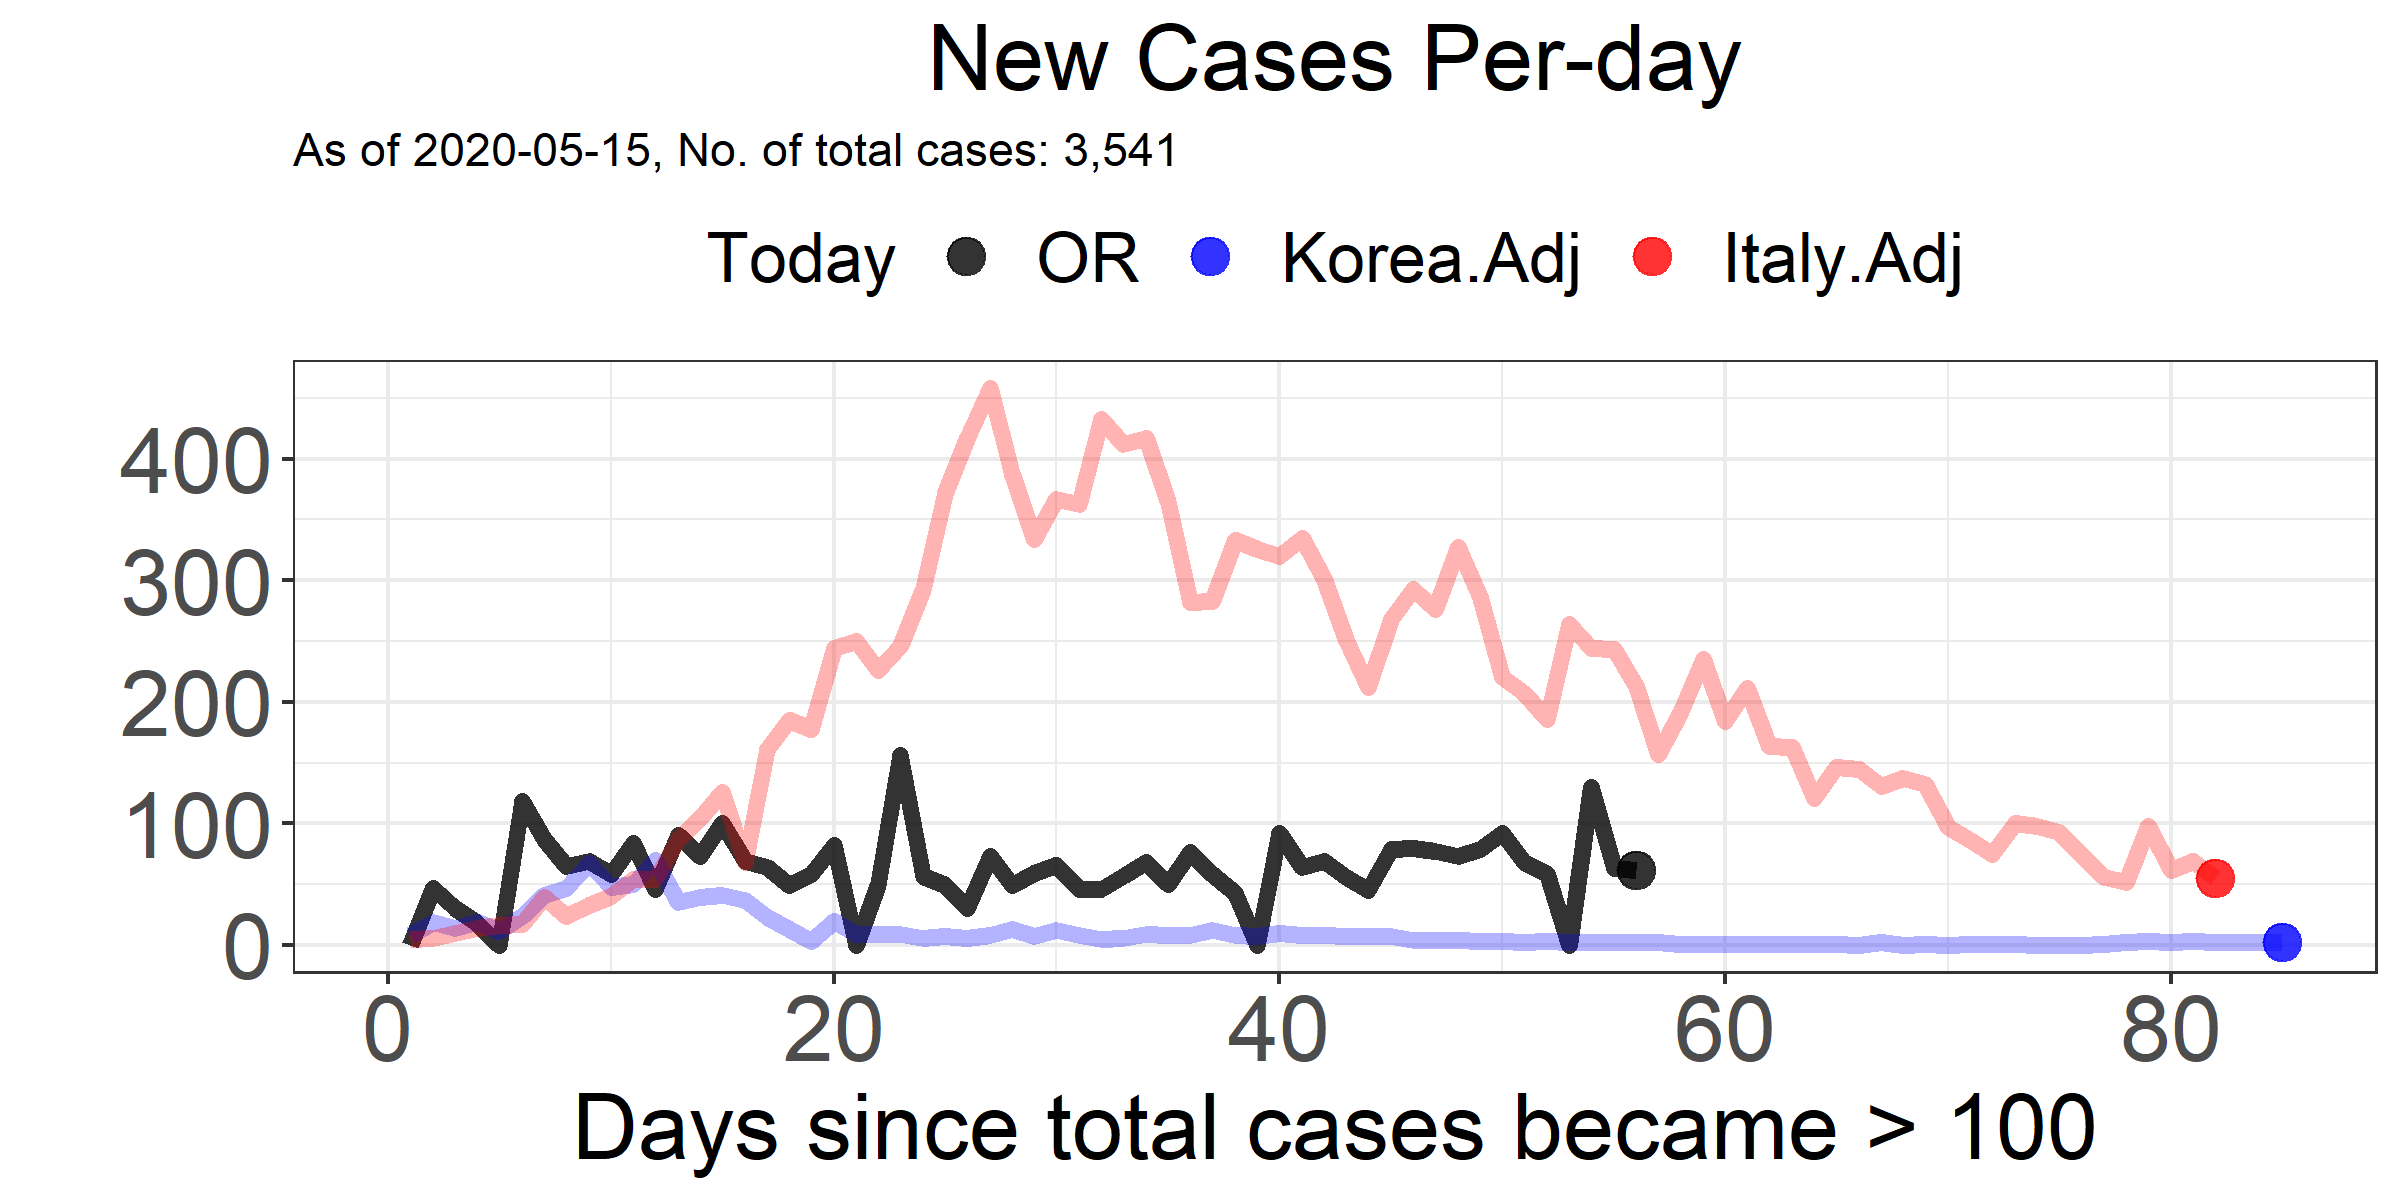 New Cases Per-day
As of 2020-05-15, No. of total cases: 3,541
Today OR Korea.Adj Italy.Adj
400
300
200
100
0
0 20 40 60 80
Days since total cases became > 100